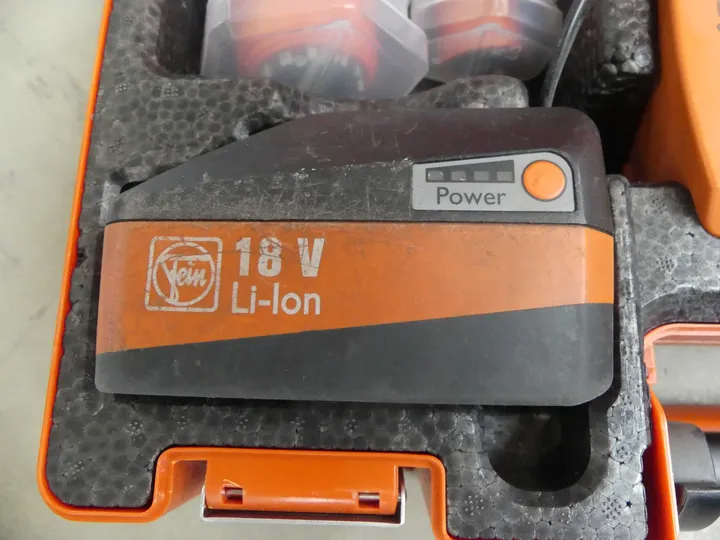 Power
Fein
18 V
Li-Ion